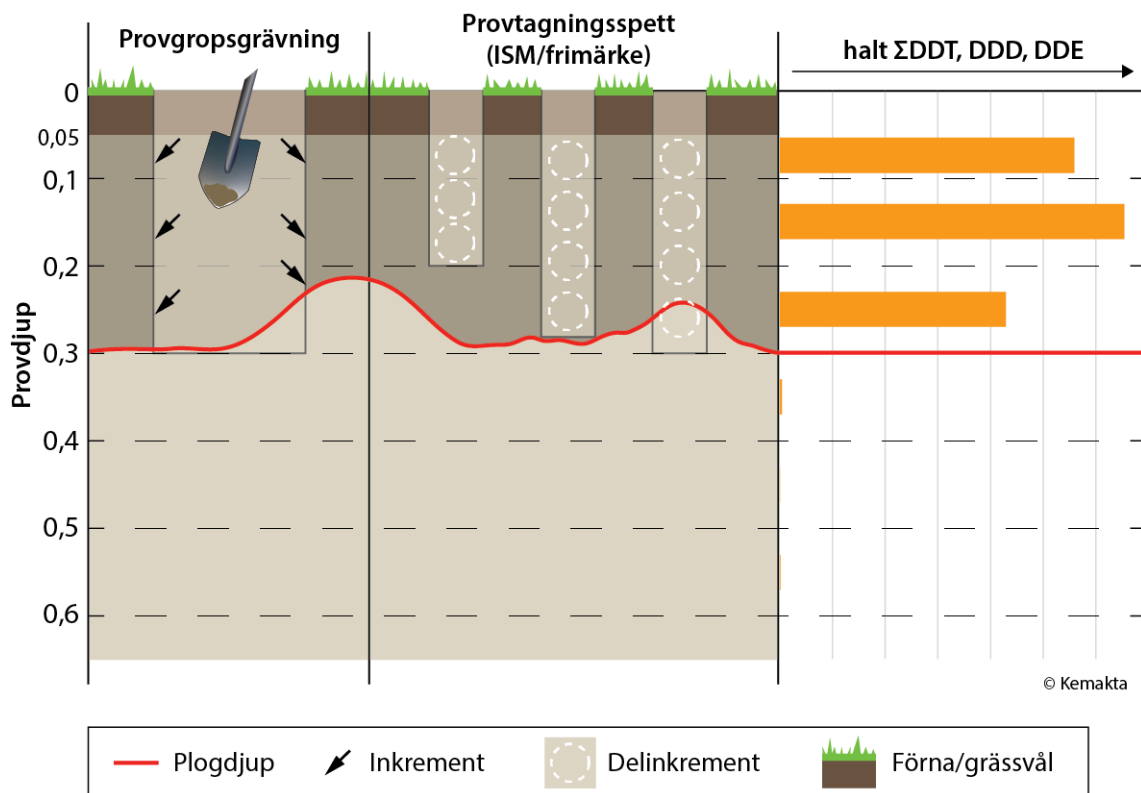 Provgropsgrävning
Provtagningsspett
(ISM/frimärke)
halt ΣDDT, DDD, DDE
Provdjup
0
0,05
0,1
0,2
0,3
0,4
0,5
0,6
© Kemakta
Plogdjup
Inkrement
Delinkrement
Förna/grässvål